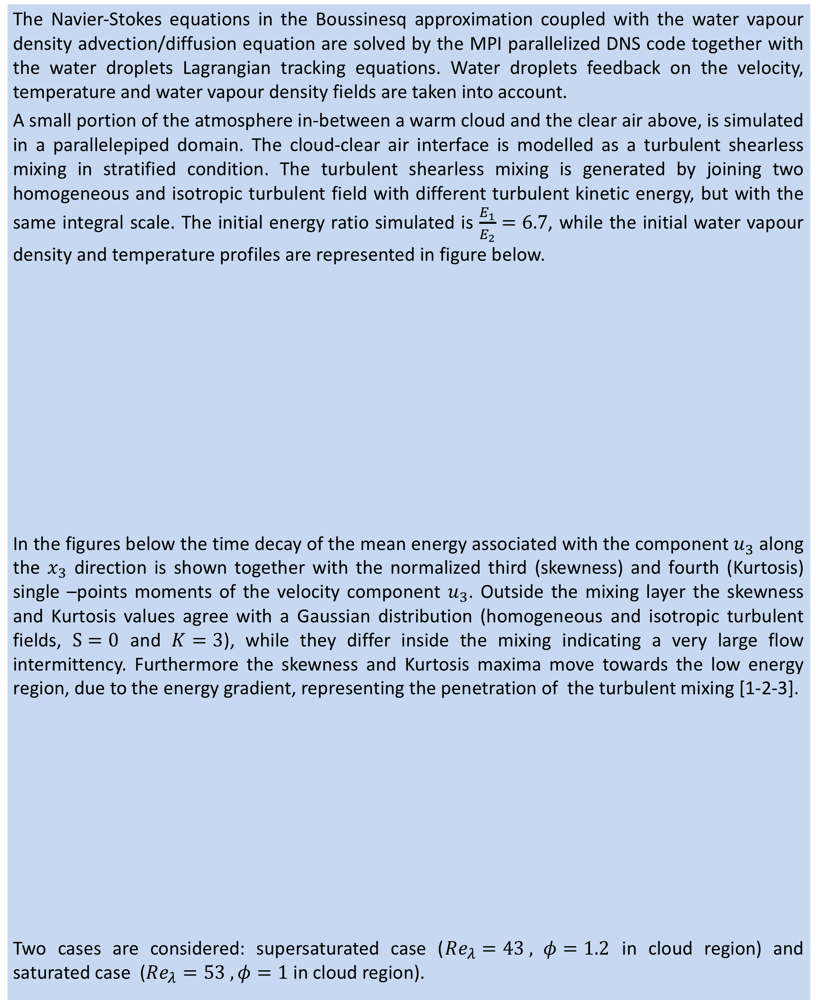 The Navier-Stokes equations in the Boussinesq approximation coupled with the water vapour
density advection/diffusion equation are solved by the MPI parallelized DNS code together with
the water droplets Lagrangian tracking equations. Water droplets feedback on the velocity,
temperature and water vapour density fields are taken into account.
A small portion of the atmosphere in-between a warm cloud and the clear air above, is simulated
in a parallelepiped domain. The cloud-clear air interface is modelled as a turbulent shearless
mixing in stratified condition. The turbulent shearless mixing is generated by joining two
homogeneous and isotropic turbulent field with different turbulent kinetic energy, but with the
same integral scale. The initial energy ratio simulated is $\frac{E_1}{E_2} = 6.7$, while the initial water vapour
density and temperature profiles are represented in figure below.
In the figures below the time decay of the mean energy associated with the component $u_3$ along
the $x_3$ direction is shown together with the normalized third (skewness) and fourth (Kurtosis)
single –points moments of the velocity component $u_3$. Outside the mixing layer the skewness
and Kurtosis values agree with a Gaussian distribution (homogeneous and isotropic turbulent
fields, S = 0 and $K = 3$), while they differ inside the mixing indicating a very large flow
intermittency. Furthermore the skewness and Kurtosis maxima move towards the low energy
region, due to the energy gradient, representing the penetration of the turbulent mixing [1-2-3].
Two cases are considered: supersaturated case ($Re_\lambda = 43$ , $\phi = 1.2$ in cloud region) and
saturated case ($Re_\lambda = 53$ , $\phi = 1$ in cloud region).